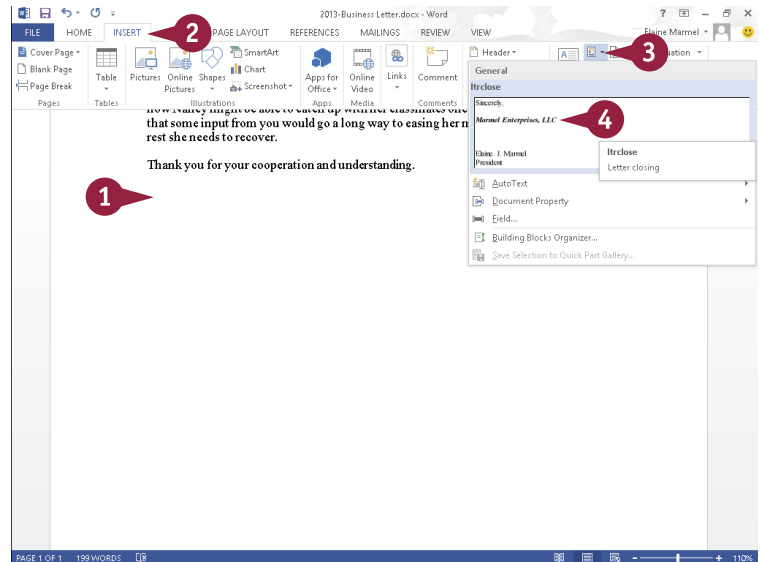 2013-Business Letter.docx - Word
FILE HOME INSERT 2 PAGE LAYOUT REFERENCES MAILINGS REVIEW VIEW Elaine Marmel
Cover Page
Blank Page
Page Break
Pages
Table
Tables
Pictures
Online Pictures
Shapes
SmartArt
Chart
Screenshot
Illustrations
Apps for Office
Apps
Online Video
Media
Links
Comment
Comments
Header
3
General
ltrclose
Sincerely,
Marmel Enterprises, LLC
4
Elaine J. Marmel
President
ltrclose
Letter closing
AutoText
Document Property
Field...
Building Blocks Organizer...
Save Selection to Quick Part Gallery...
that some input from you would go a long way to easing her
rest she needs to recover.
Thank you for your cooperation and understanding.
1
PAGE 1 OF 1 199 WORDS 110%